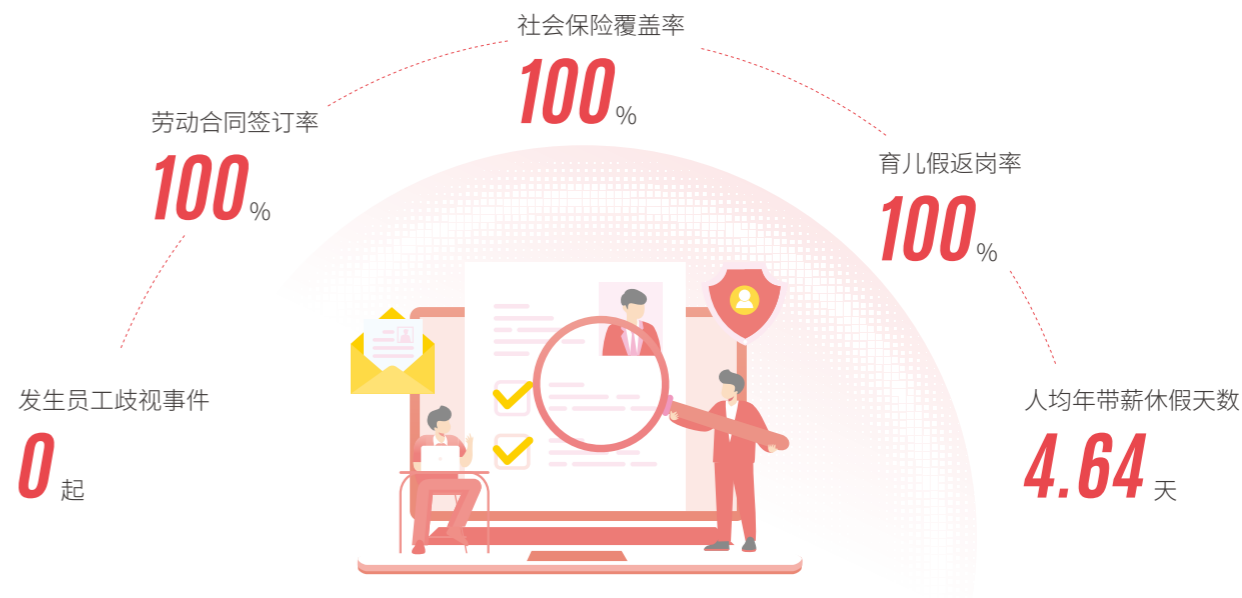 社会保险覆盖率
100%
劳动合同签订率
100%
育儿假返岗率
100%
发生员工歧视事件
0 起
人均年带薪休假天数
4.64 天